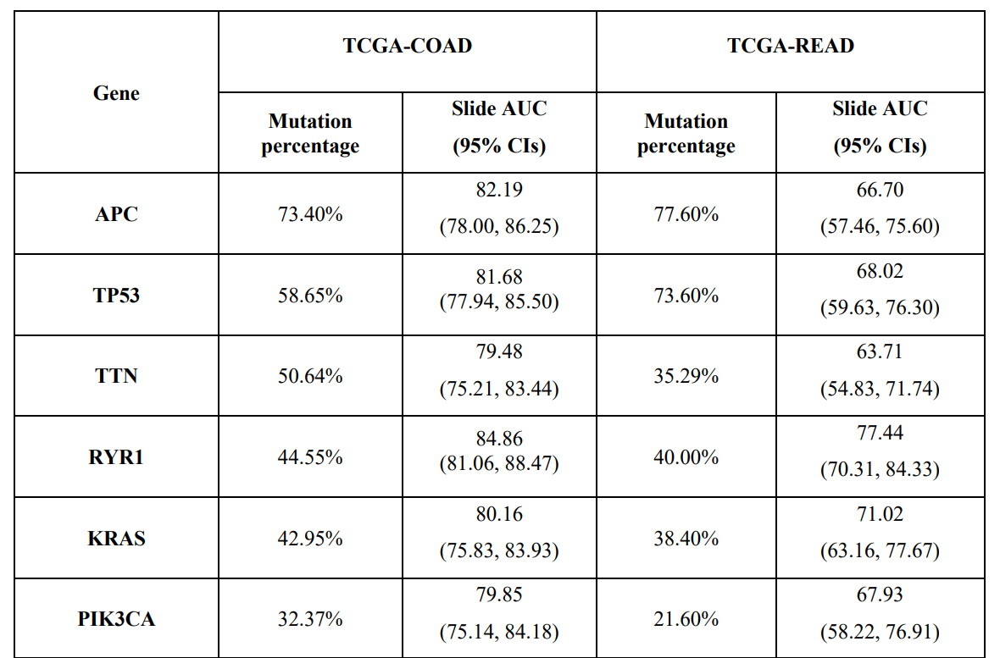 Gene
TCGA-COAD
TCGA-READ
Mutation
percentage
Slide AUC
(95% CIs)
Mutation
percentage
Slide AUC
(95% CIs)
APC
73.40%
82.19
(78.00, 86.25)
77.60%
66.70
(57.46, 75.60)
TP53
58.65%
81.68
(77.94, 85.50)
73.60%
68.02
(59.63, 76.30)
TTN
50.64%
79.48
(75.21, 83.44)
35.29%
63.71
(54.83, 71.74)
RYR1
44.55%
84.86
(81.06, 88.47)
40.00%
77.44
(70.31, 84.33)
KRAS
42.95%
80.16
(75.83, 83.93)
38.40%
71.02
(63.16, 77.67)
PIK3CA
32.37%
79.85
(75.14, 84.18)
21.60%
67.93
(58.22, 76.91)